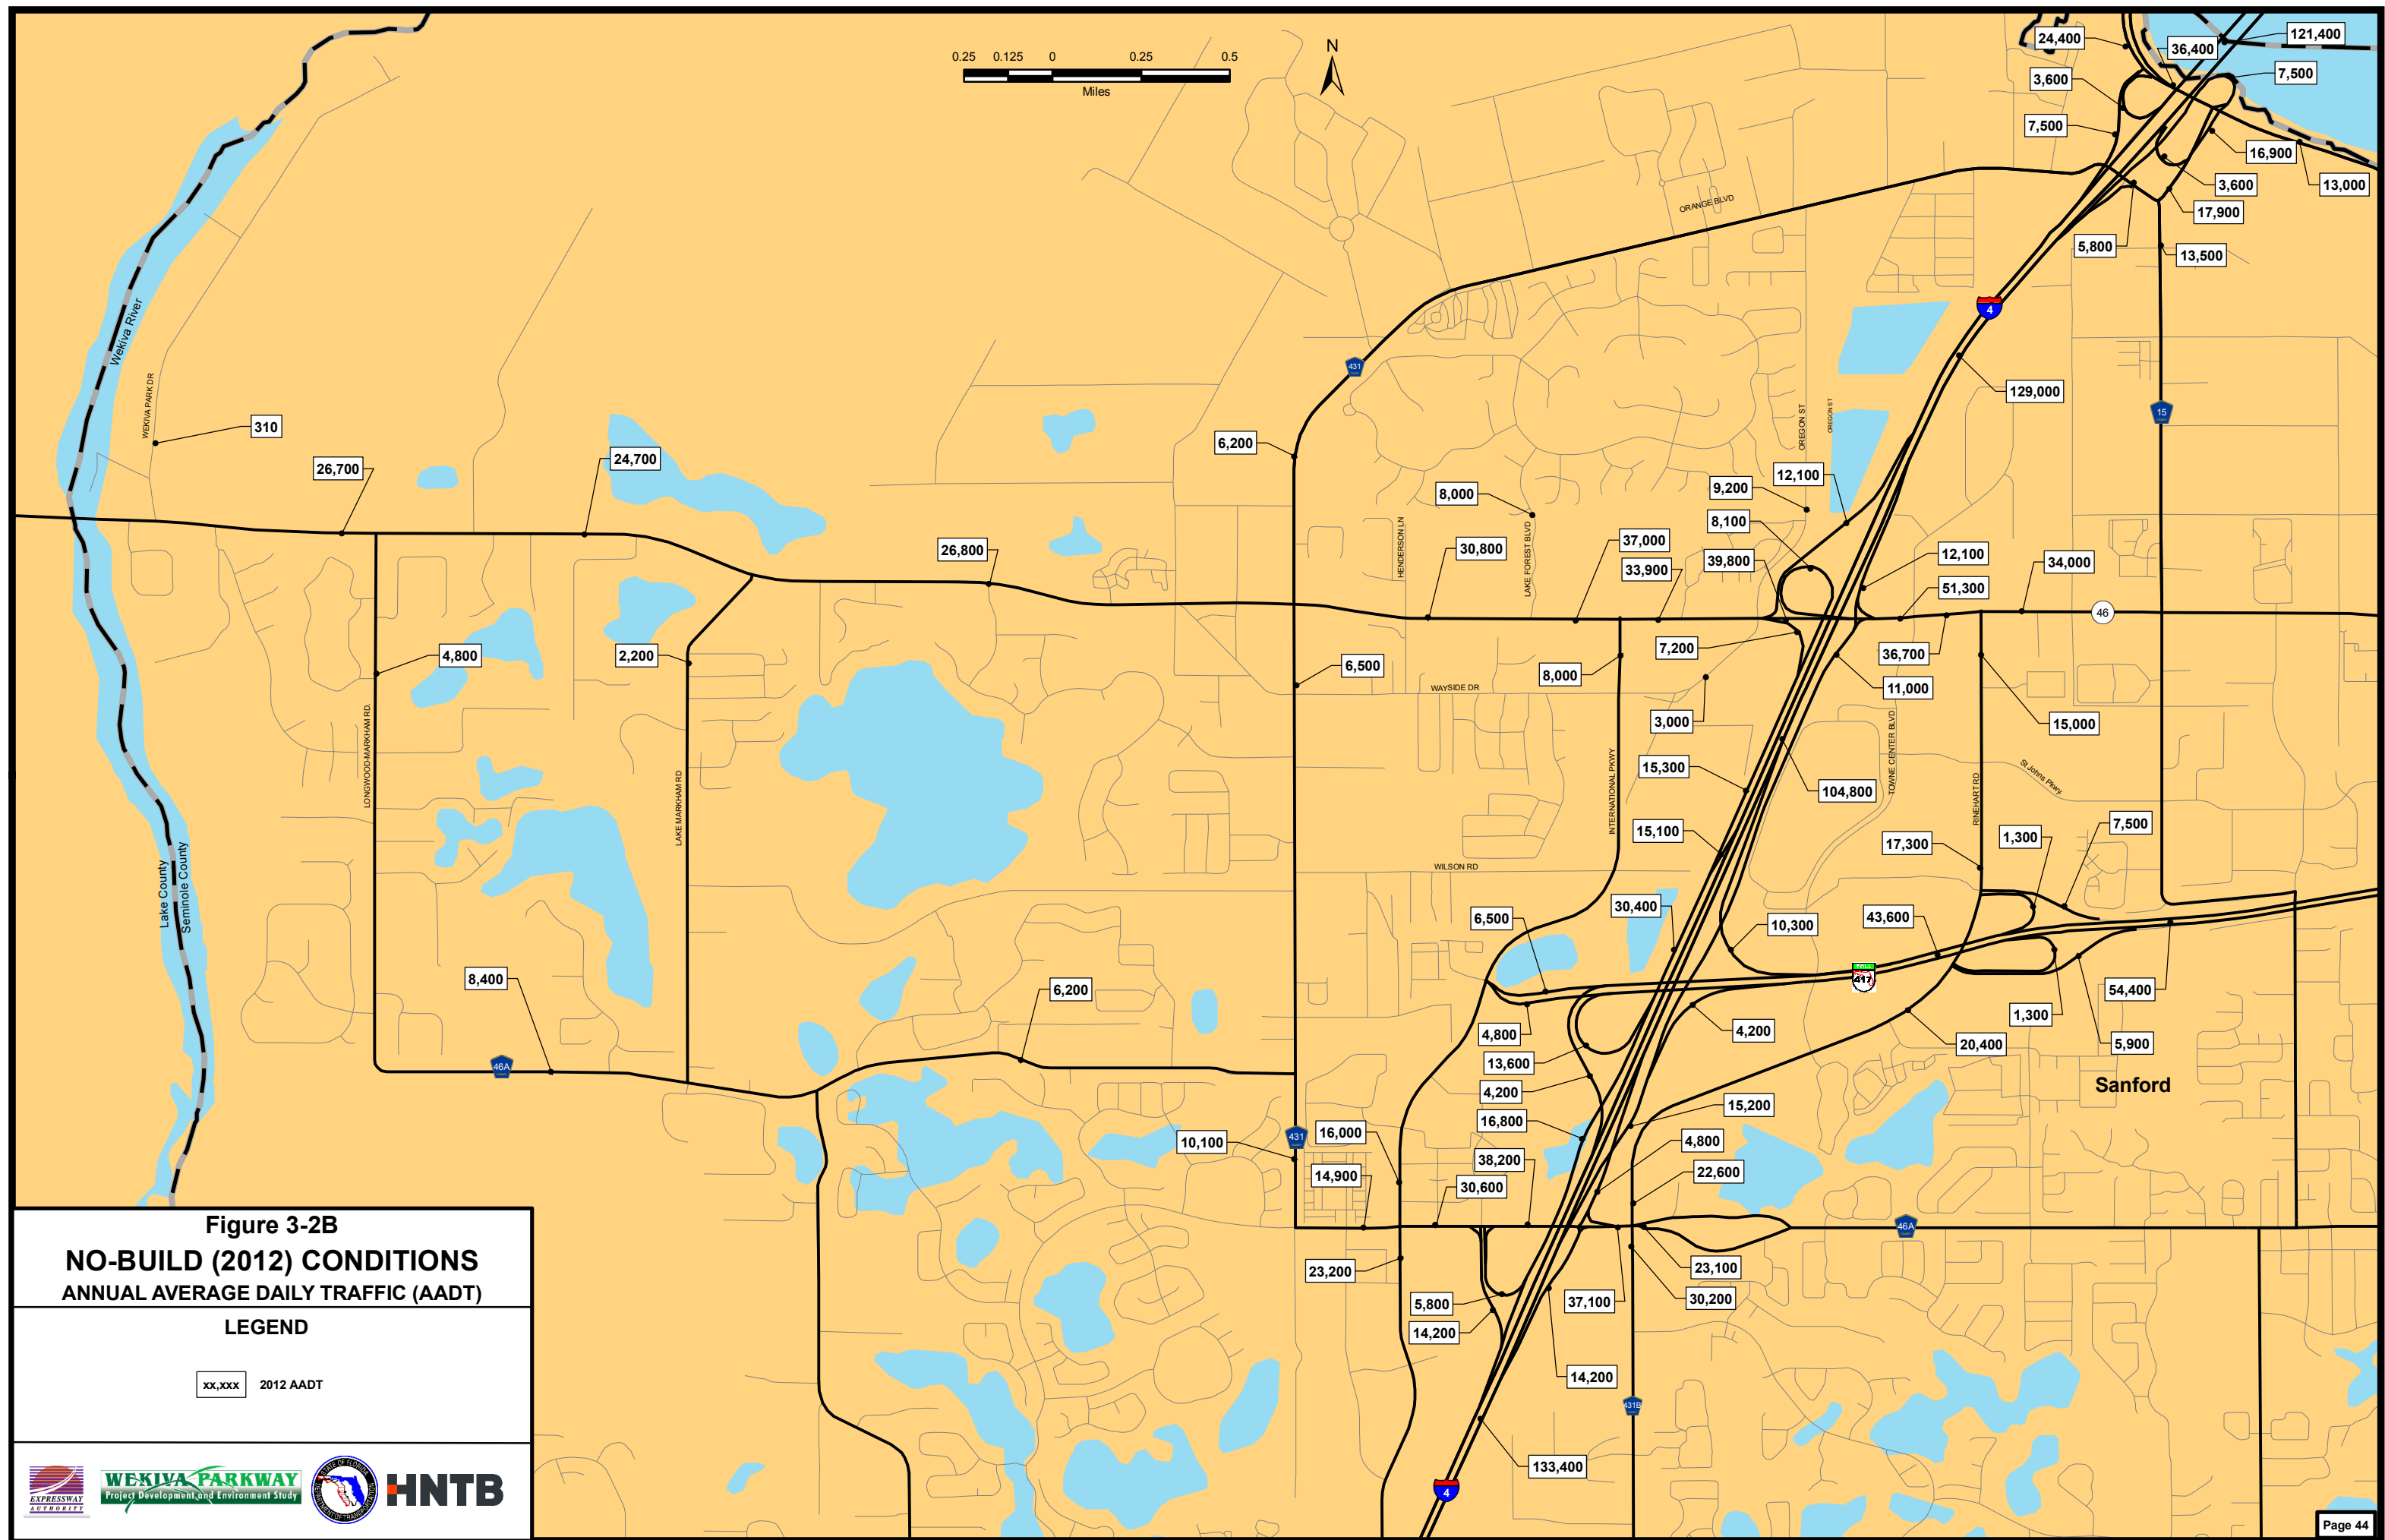 0.25 0.125 0 0.25 0.5
Miles
N
24,400
36,400
121,400
3,600
7,500
7,500
16,900
3,600
13,000
17,900
5,800
13,500
ORANGE BLVD
4
431
129,000
15
Wekiva River
WEKIVA PARK DR
310
26,700
24,700
6,200
OREGON ST
OREGON ST
12,100
9,200
8,000
8,100
HENDERSON LN
LAKE FOREST BLVD
26,800
30,800
37,000
33,900
39,800
12,100
51,300
34,000
46
4,800
2,200
6,500
8,000
7,200
36,700
11,000
WAYSIDE DR
3,000
15,000
LONGWOOD-MARKHAM RD.
LAKE MARKHAM RD
INTERNATIONAL PKWY
TOWNE CENTER BLVD
RINEHART RD
St Johns Pkwy.
15,300
104,800
15,100
17,300
1,300
7,500
WILSON RD
Lake County
Seminole County
6,500
30,400
10,300
43,600
417
8,400
6,200
54,400
4,800
4,200
1,300
13,600
20,400
5,900
46A
4,200
Sanford
16,800
15,200
10,100
431
16,000
4,800
38,200
14,900
30,600
22,600
46A
23,200
23,100
5,800
37,100
30,200
14,200
14,200
431B
133,400
4
Figure 3-2B
NO-BUILD (2012) CONDITIONS
ANNUAL AVERAGE DAILY TRAFFIC (AADT)
LEGEND
xx,xxx 2012 AADT
EXPRESSWAY
AUTHORITY
WEKIVA PARKWAY
Project Development and Environment Study
STATE OF FLORIDA
DEPARTMENT OF TRANSPORTATION
HNTB
Page 44